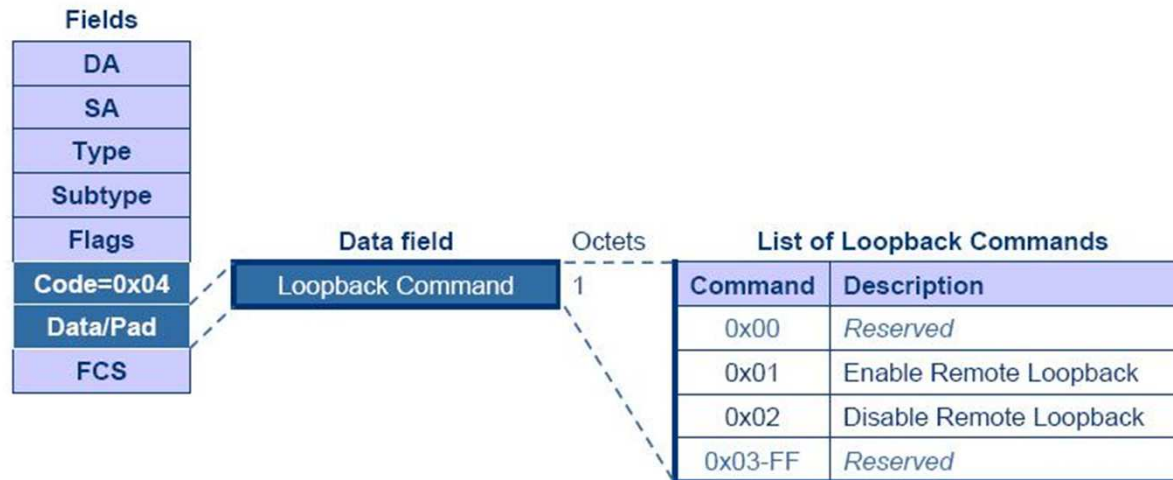 Fields
DA
SA
Type
Subtype
Flags
Code=0x04
Data/Pad
FCS
Data field
Octets
Loopback Command
1
List of Loopback Commands
Command Description
0x00 Reserved
0x01 Enable Remote Loopback
0x02 Disable Remote Loopback
0x03-FF Reserved